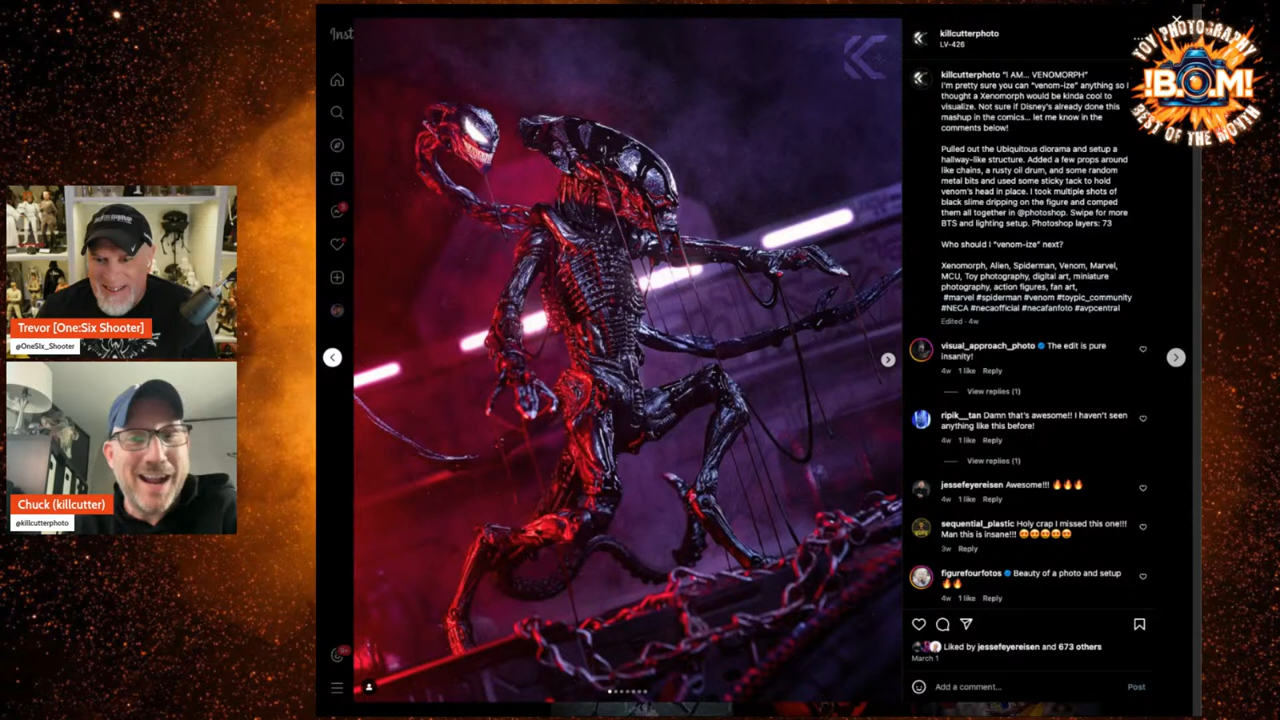 Trevor [One:Six Shooter]
@OneSIx_Shooter
Chuck (killcutter)
@killcutterphoto
Inst
killcutterphoto
LV-426
killcutterphoto "I AM... VENOMORPH"
I'm pretty sure you can "venom-ize" anything so I
thought a Xenomorph would be kinda cool to
visualize. Not sure if Disney's already done this
mashup in the comics... let me know in the
comments below!
Pulled out the Ubiquitous diorama and setup a
hallway-like structure. Added a few props around
like chains, a rusty oil drum, and some random
metal bits and used some sticky tack to hold
venom's head in place. I took multiple shots of
black slime dripping on the figure and comped
them all together in @photoshop. Swipe for more
BTS and lighting setup. Photoshop layers: 73
Who should I "venom-ize" next?
Xenomorph, Alien, Spiderman, Venom, Marvel,
MCU, Toy photography, digital art, miniature
photography, action figures, fan art,
#marvel #spiderman #venom #toypic_community
#NECA #necaofficial #necafanfoto #avpcentral
Edited · 4w
visual_approach_photo The edit is pure
insanity!
4w 1 like Reply
View replies (1)
ripik__tan Damn that's awesome!! I haven't seen
anything like this before!
4w 1 like Reply
View replies (1)
jessefeyereisen Awesome!!! 🔥🔥🔥
4w 1 like Reply
sequential_plastic Holy crap I missed this one!!!
Man this is insane!!! 😍😍😍😍😍
3w Reply
figurefourfotos Beauty of a photo and setup
🔥🔥
4w 1 like Reply
Liked by jessefeyereisen and 673 others
March 1
Add a comment... Post
TOY PHOTOGRAPHY
!B.O.M!
BEST OF THE MONTH